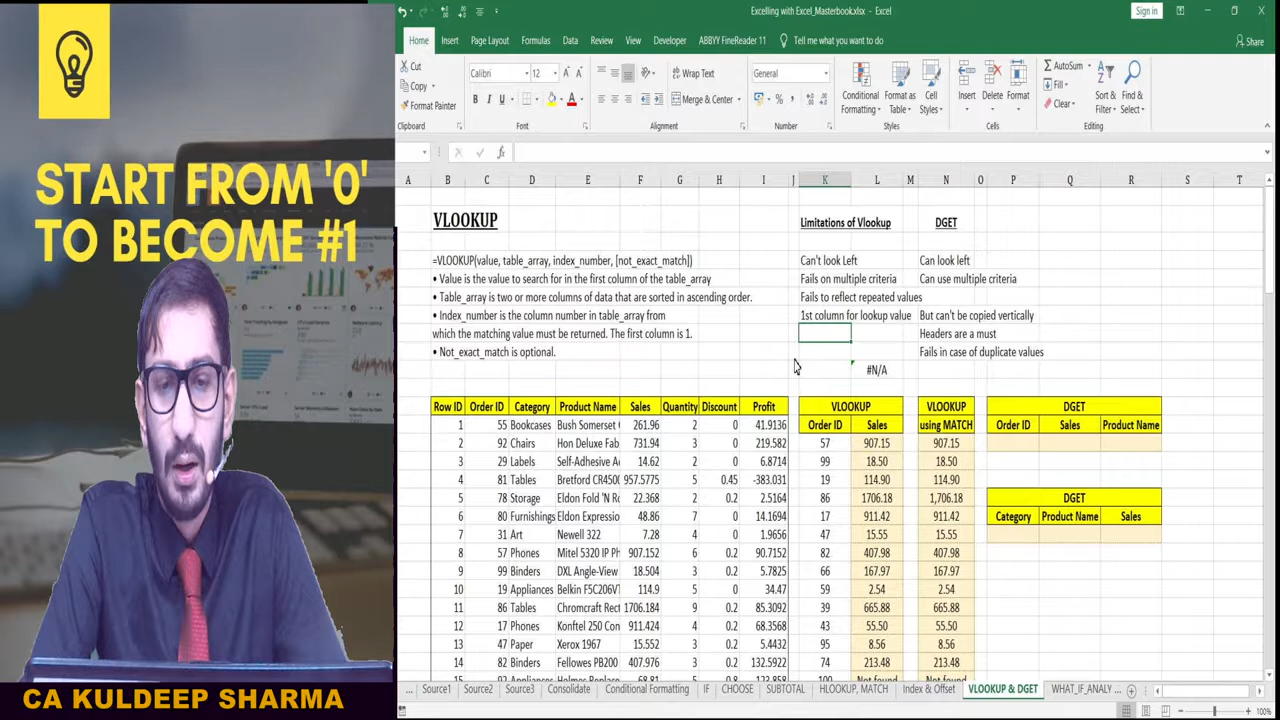 START FROM '0'
TO BECOME #1
CA KULDEEP SHARMA
Excelling with Excel_Masterbook.xlsx - Excel
Sign in
Home Insert Page Layout Formulas Data Review View Developer ABBYY FineReader 11 Tell me what you want to do Share
Cut
Copy
Format Painter
Clipboard
Calibri 12
B I U
Font
Wrap Text
Merge & Center
Alignment
General
Number
Conditional Formatting
Format as Table
Cell Styles
Styles
Insert Delete Format
Cells
AutoSum
Fill
Clear
Sort & Filter
Find & Select
Editing
A B C D E F G H I J K L M N O P Q R S T
VLOOKUP
=VLOOKUP(value, table_array, index_number, [not_exact_match])
• Value is the value to search for in the first column of the table_array
• Table_array is two or more columns of data that are sorted in ascending order.
• Index_number is the column number in table_array from
which the matching value must be returned. The first column is 1.
• Not_exact_match is optional.
Limitations of Vlookup DGET
Can't look Left Can look left
Fails on multiple criteria Can on multiple criteria
Fails to reflect repeated values
1st column for lookup value But can't be copied vertically
Headers a must
Fails in case of duplicate values
#N/A
Row ID Order ID Category Product Name Sales Quantity Discount Profit
1 55 Bookcases Bush Somerset 261.96 2 0 41.9136
92 Chairs Hon Deluxe Fab 731.94 3 0 219.582
3 29 Labels Self-Adhesive 14.62 2 0 6.8714
4 81 Tables Bretford CR450 957.5775 5 0.45 -383.031
5 78 Storage Eldon Fold 'N Ro 22.368 2 0.2 2.5164
6 80 Furnishings Eldon Expressio 48.86 7 0 14.1694
7 31 Art Newell 322 7.28 4 0 1.9656
8 57 Phones Mitel 5320 IP Ph 907.152 6 0.2 90.7152
9 99 Binders DXL Angle-View 18.504 3 0.2 5.7825
10 19 Appliances Belkin F5C206V 114.9 5 0 34.47
11 86 Tables Chromcraft Rect 1706.184 9 0.2 85.3092
12 17 Phones Konftel 250 Con 911.424 4 0.2 68.3568
13 47 Paper Xerox 1967 15.552 3 0.2 5.4432
14 82 Binders Fellowes PB200 407.976 3 0.2 132.5922
VLOOKUP VLOOKUP
Order ID Sales using MATCH
57 907.15 907.15
99 18.50 18.50
19 114.90 114.90
86 1706.18 1,706.18
17 911.42 911.42
47 15.55 15.55
82 407.98 407.98
66 167.97 167.97
59 2.54 2.54
39 665.88 665.88
11 55.50 55.50
95 8.56 8.56
74 213.48 213.48
DGET
Order ID Sales Product Name
DGET
Category Product Name Sales
... Source1 Source2 Source3 Consolidate Conditional Formatting IF CHOOSE SUBTOTAL HLOOKUP, MATCH Index & Offset VLOOKUP & DGET WHAT_IF_ANALY ...
100%